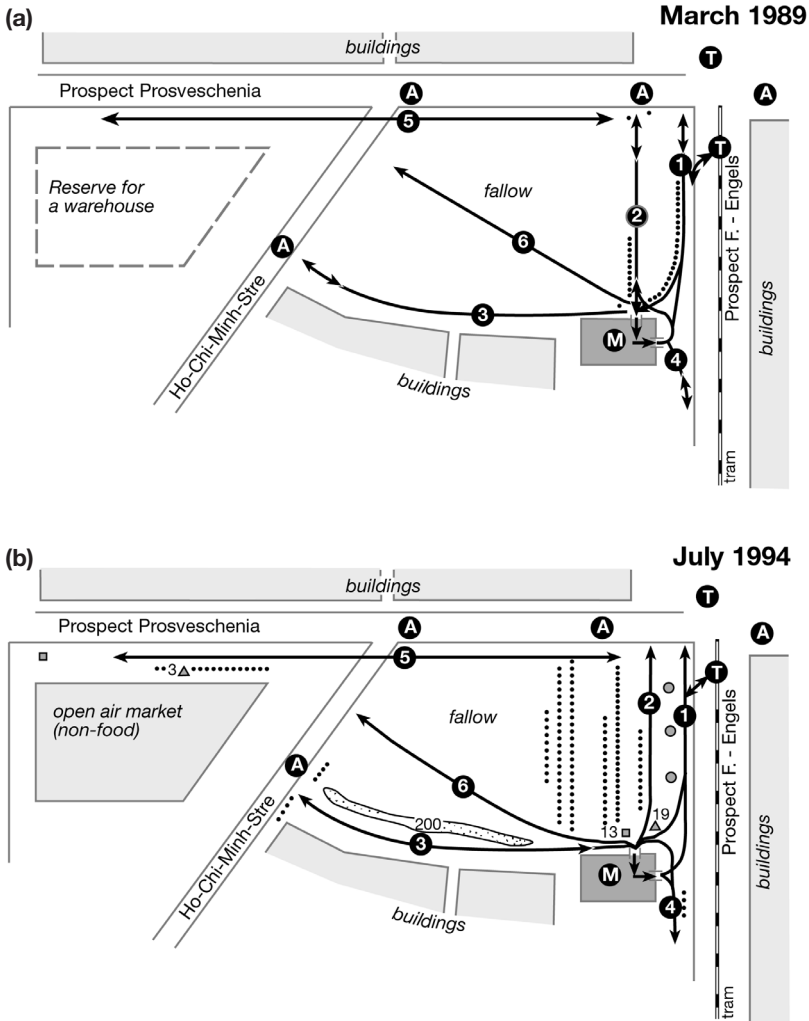 (a)
March 1989
buildings
T
Prospect Prosveschenia
A
A
A
5
T
1
Reserve for
a warehouse
fallow
2
Prospect F. - Engels
6
A
3
M
buildings
4
Ho-Chi-Minh-Stre
buildings
tram
(b)
July 1994
buildings
T
Prospect Prosveschenia
A
A
A
5
3
T
open air market
(non-food)
fallow
2
1
Prospect F. - Engels
A
6
200
13
19
3
M
buildings
4
Ho-Chi-Minh-Stre
buildings
tram